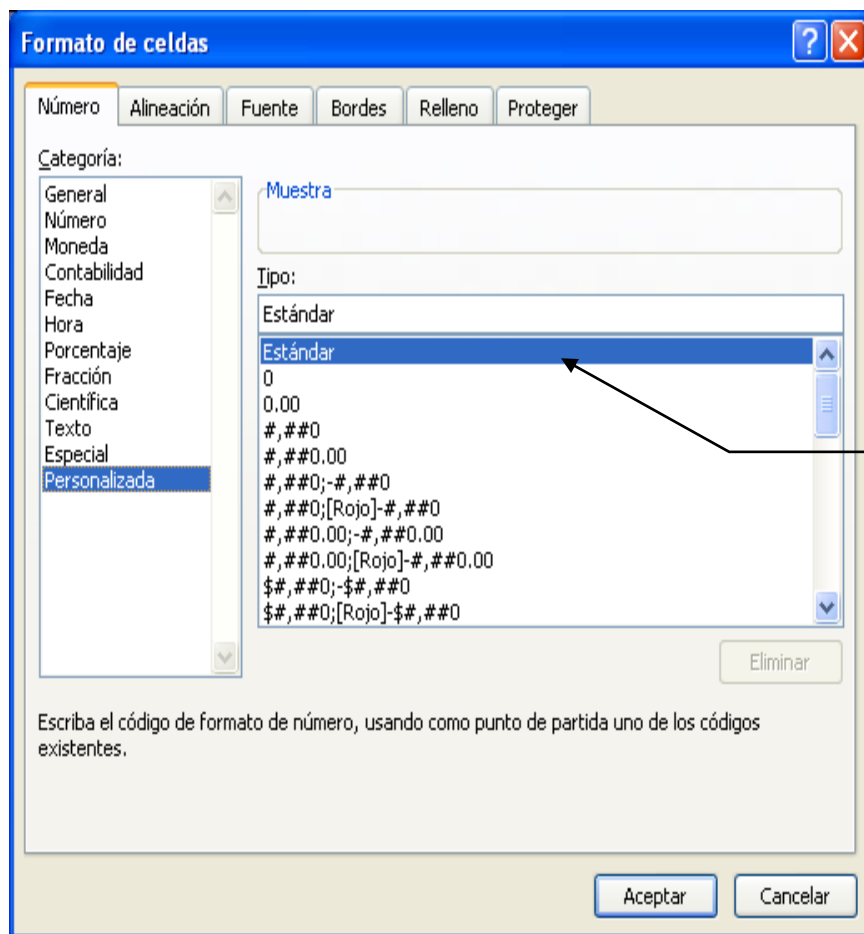 Formato de celdas
Número Alineación Fuente Bordes Relleno Proteger
Categoría:
General
Número
Moneda
Contabilidad
Fecha
Hora
Porcentaje
Fracción
Científica
Texto
Especial
Personalizada
Muestra
Tipo:
Estándar
Estándar
0
0.00
#,##0
#,##0.00
#,##0;-#,##0
#,##0;[Rojo]-#,##0
#,##0.00;-#,##0.00
#,##0.00;[Rojo]-#,##0.00
$#,##0;-$#,##0
$#,##0;[Rojo]-$#,##0
Eliminar
Escriba el código de formato de número, usando como punto de partida uno de los códigos
existentes.
Aceptar Cancelar